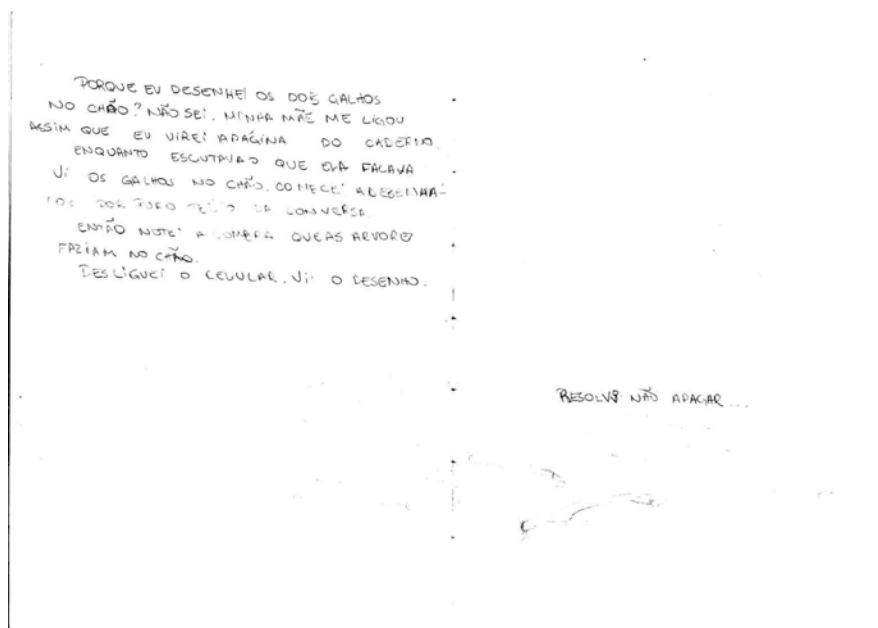 PORQUE EU DESENHEI OS DOIS GALHOS
NO CHÃO? NÃO SEI. MINHA MÃE ME LIGOU
ASSIM QUE EU VIREI A PÁGINA DO CADERNO.
ENQUANTO ESCUTAVA O QUE ELA FALAVA
VI OS GALHOS NO CHÃO. COMECEI A DESENHÁ-
LOS POR PURO TÉDIO DA CONVERSA.
ENTÃO NOTEI A SOMBRA QUE AS ARVORES
FAZIAM NO CHÃO.
DESLIGUEI O CELULAR. VI O DESENHO.
RESOLVI NÃO APAGAR...